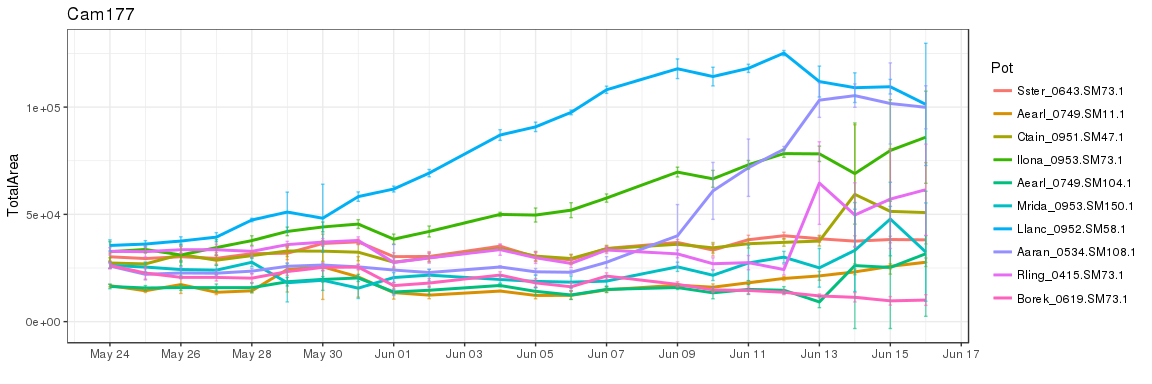 Cam177
TotalArea
1e+05
5e+04
0e+00
May 24 May 26 May 28 May 30 Jun 01 Jun 03 Jun 05 Jun 07 Jun 09 Jun 11 Jun 13 Jun 15 Jun 17
Pot
Sster_0643.SM73.1
Aearl_0749.SM11.1
Ctain_0951.SM47.1
Ilona_0953.SM73.1
Aearl_0749.SM104.1
Mrida_0953.SM150.1
Llanc_0952.SM58.1
Aaran_0534.SM108.1
Rling_0415.SM73.1
Borek_0619.SM73.1